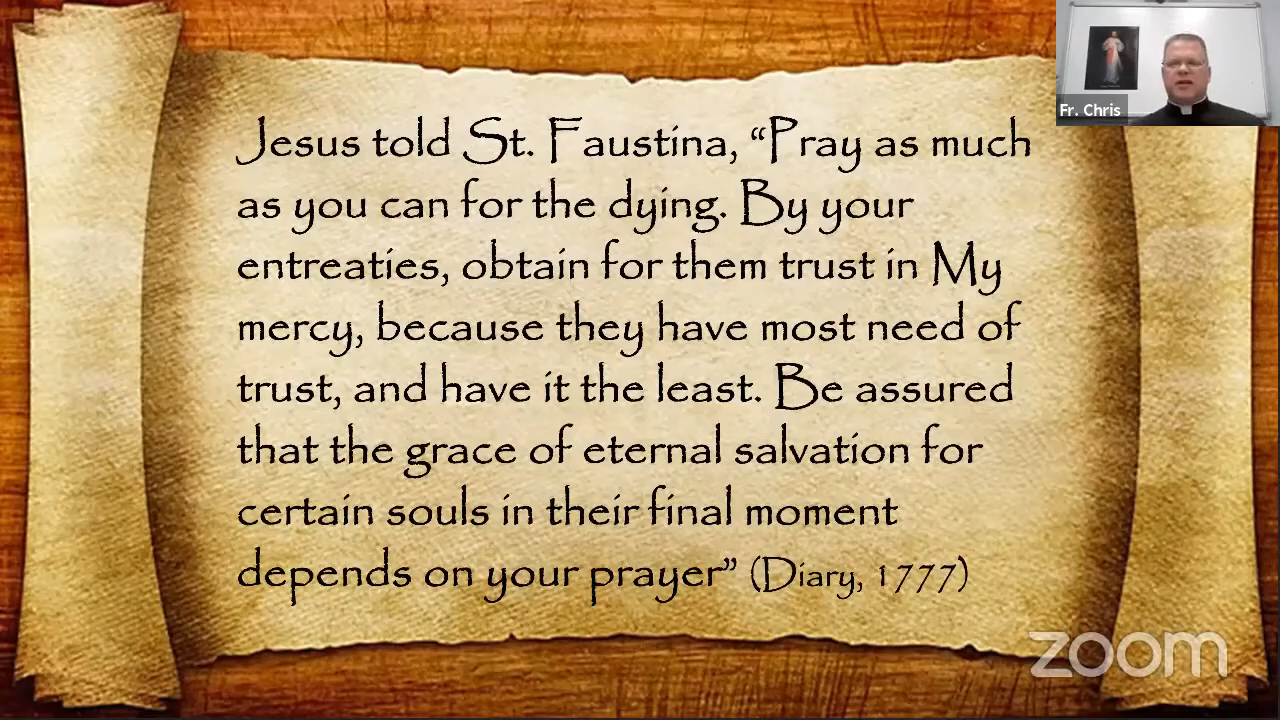 Fr. Chris
Jesus told St. Faustina, “Pray as much
as you can for the dying. By your
entreaties, obtain for them trust in My
mercy, because they have most need of
trust, and have it the least. Be assured
that the grace of eternal salvation for
certain souls in their final moment
depends on your prayer” (Diary, 1777)
zoom